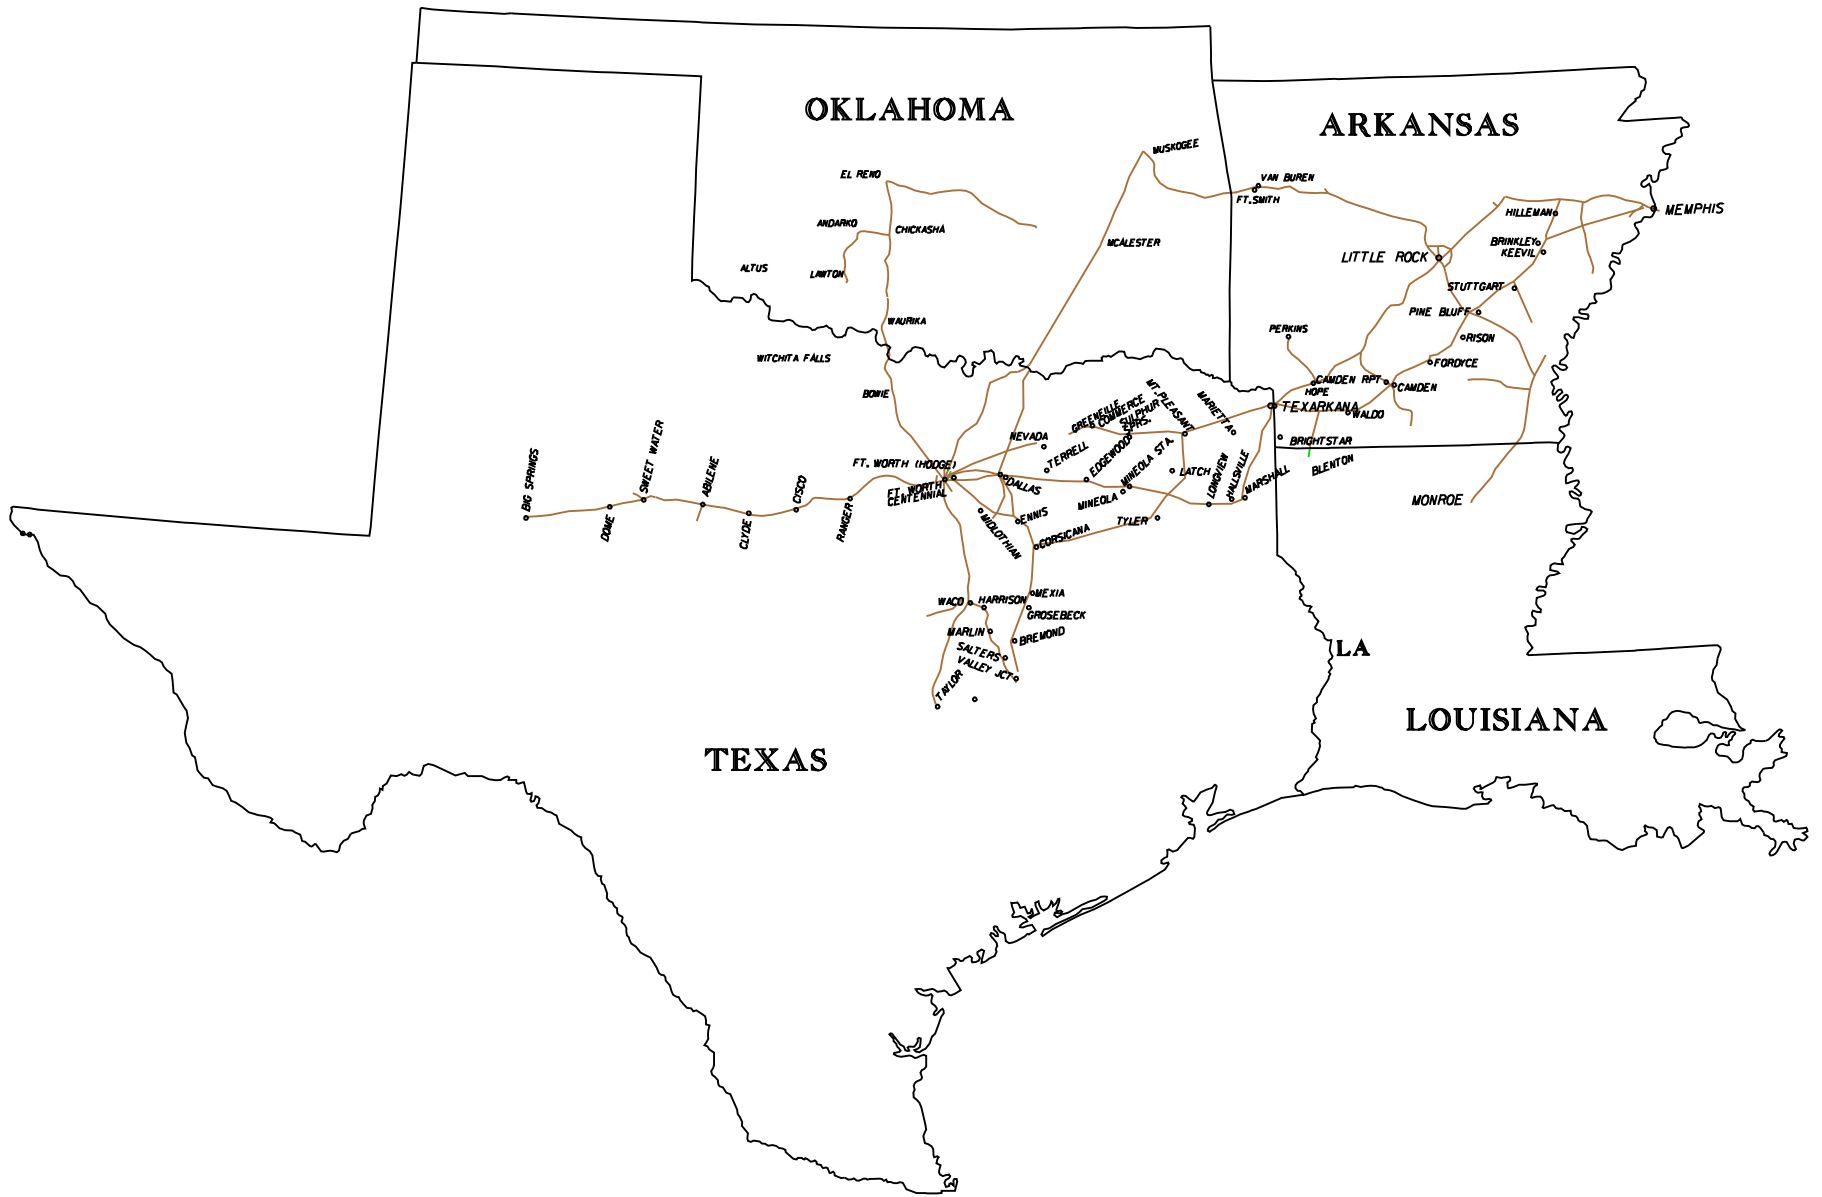 OKLAHOMA
ARKANSAS
MUSKOGEE
EL RENO
VAN BUREN
FT.SMITH
HILLEMAN
MEMPHIS
ANDARKO
CHICKASHA
MCALESTER
BRINKLEY
KEEVIL
LITTLE ROCK
ALTUS
LAWTON
STUTTGART
PINE BLUFF
WAURIKA
PERKINS
RISON
WITCHITA FALLS
FORDYCE
BOWIE
CAMDEN RPT
HOPE
CAMDEN
MT.PLEASANT
MARIETTA
TEXARKANA
WALDO
GREENEILLE
COMMERCE
SULPHUR
SPRS.
NEVADA
BRIGHTSTAR
TERRELL
EDGEWOOD
MINEOLA STA.
LATCH
LONGVIEW
HALLSVILLE
MARSHALL
BLENTON
BIG SPRINGS
SWEET WATER
ABILENE
CISCO
FT. WORTH (HODGE)
FT. WORTH
CENTENNIAL
DALLAS
MINEOLA
MONROE
DOME
CLYDE
RANGER
MIDLOTHIAN
ENNIS
TYLER
CORSICANA
WACO
HARRISON
MEXIA
GROSEBECK
MARLIN
BREMOND
SALTERS
VALLEY JCT
TAYLOR
LA
LOUISIANA
TEXAS